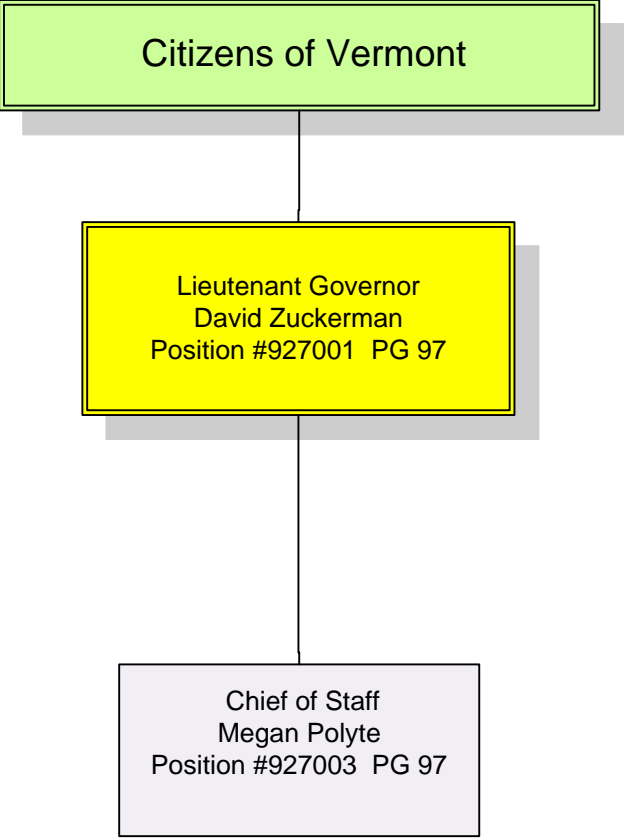 Citizens of Vermont
Lieutenant Governor
David Zuckerman
Position #927001 PG 97
Chief of Staff
Megan Polyte
Position #927003 PG 97